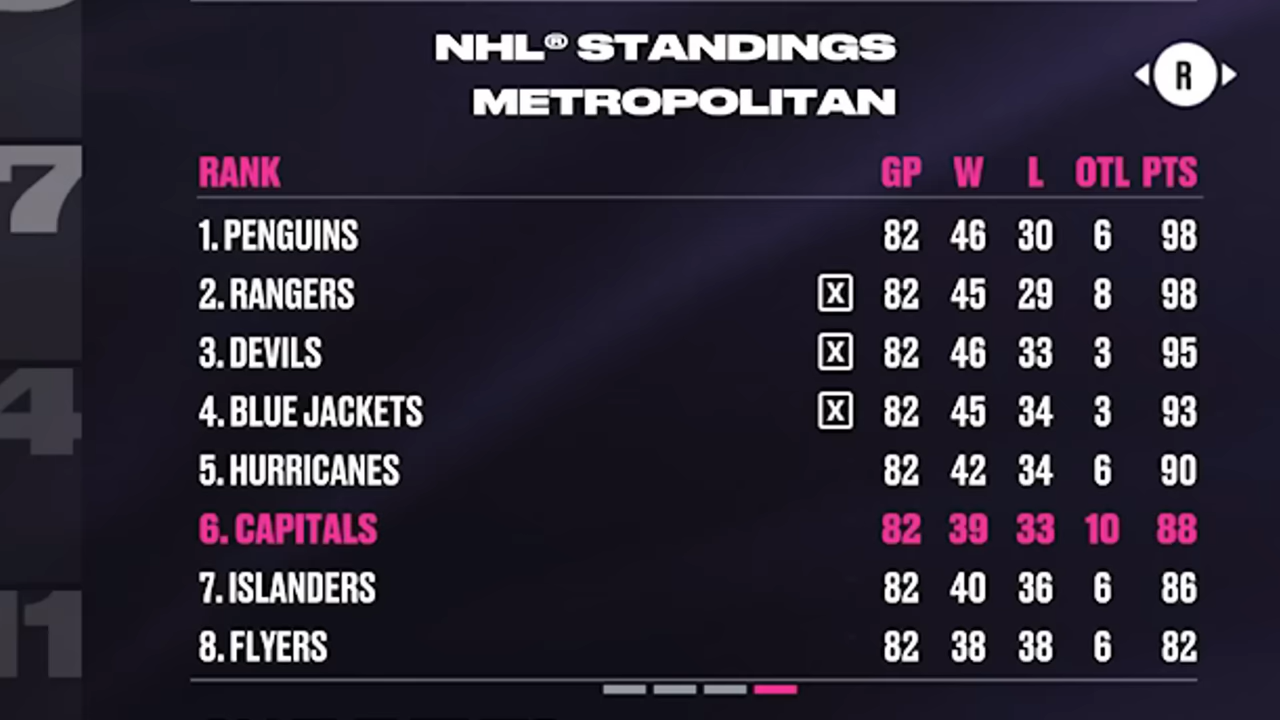 NHL® STANDINGS
METROPOLITAN
R
RANK GP W L OTL PTS
1. PENGUINS 82 46 30 6 98
2. RANGERS X 82 45 29 8 98
3. DEVILS X 82 46 33 3 95
4. BLUE JACKETS X 82 45 34 3 93
5. HURRICANES 82 42 34 6 90
6. CAPITALS 82 39 33 10 88
7. ISLANDERS 82 40 36 6 86
8. FLYERS 82 38 38 6 82
7
4
11